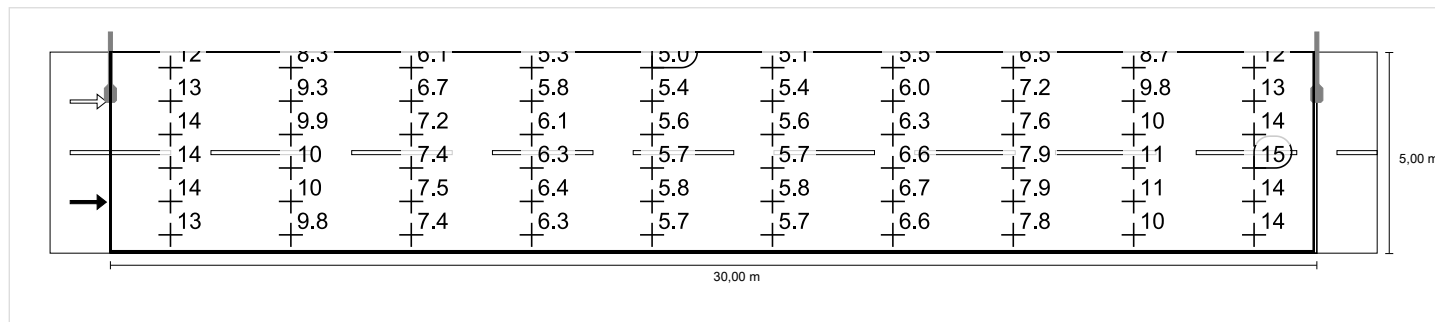 12 8.3 6.1 5.3 5.0 5.1 5.5 6.5 8.7 12
13 9.3 6.7 5.8 5.4 5.4 6.0 7.2 9.8 13
14 9.9 7.2 6.1 5.6 5.6 6.3 7.6 10 14
14 10 7.4 6.3 5.7 5.7 6.6 7.9 11 15
5,00 m
14 10 7.5 6.4 5.8 5.8 6.7 7.9 11 14
13 9.8 7.4 6.3 5.7 5.7 6.6 7.8 10 14
30,00 m